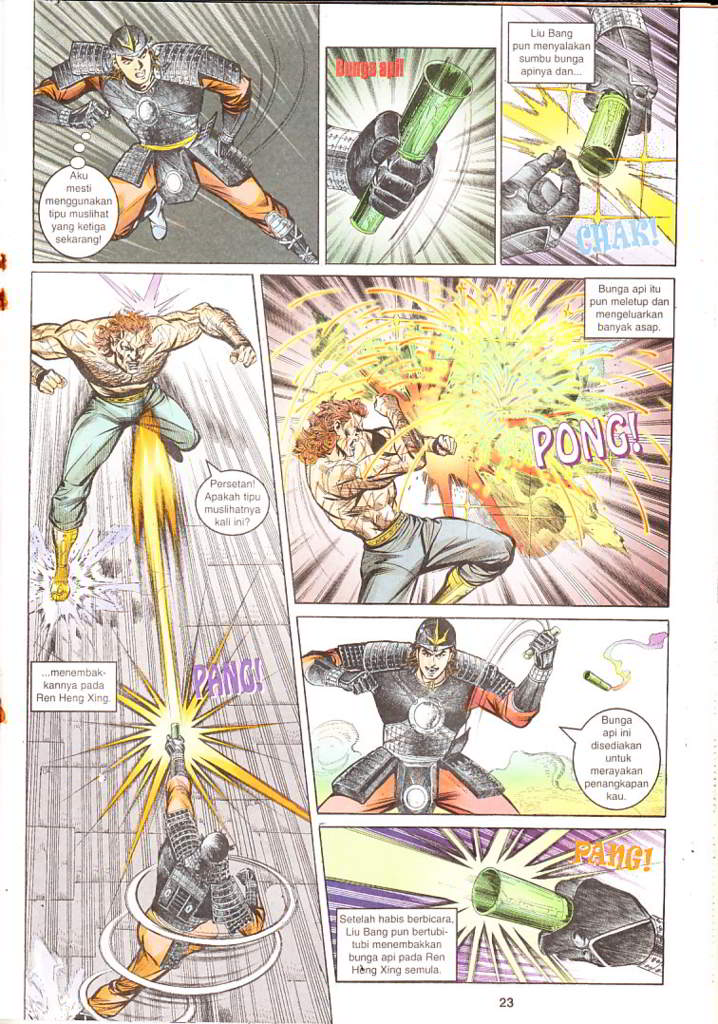 Aku
mesti
menggunakan
tipu muslihat
yang ketiga
sekarang!
Bunga api!
Liu Bang
pun menyalakan
sumbu bunga
apinya dan...
CHAK!
Persetan!
Apakah tipu
muslihatnya
kali ini?
...menembak-
kannya pada
Ren Heng Xing.
PANG!
Bunga api itu
pun meletup dan
mengeluarkan
banyak asap.
PONG!
Bunga
api ini
disediakan
untuk
merayakan
penangkapan
kau.
PANG!
Setelah habis berbicara,
Liu Bang pun bertubi-
tubi menembakkan
bunga api pada Ren
Heng Xing semula.
23